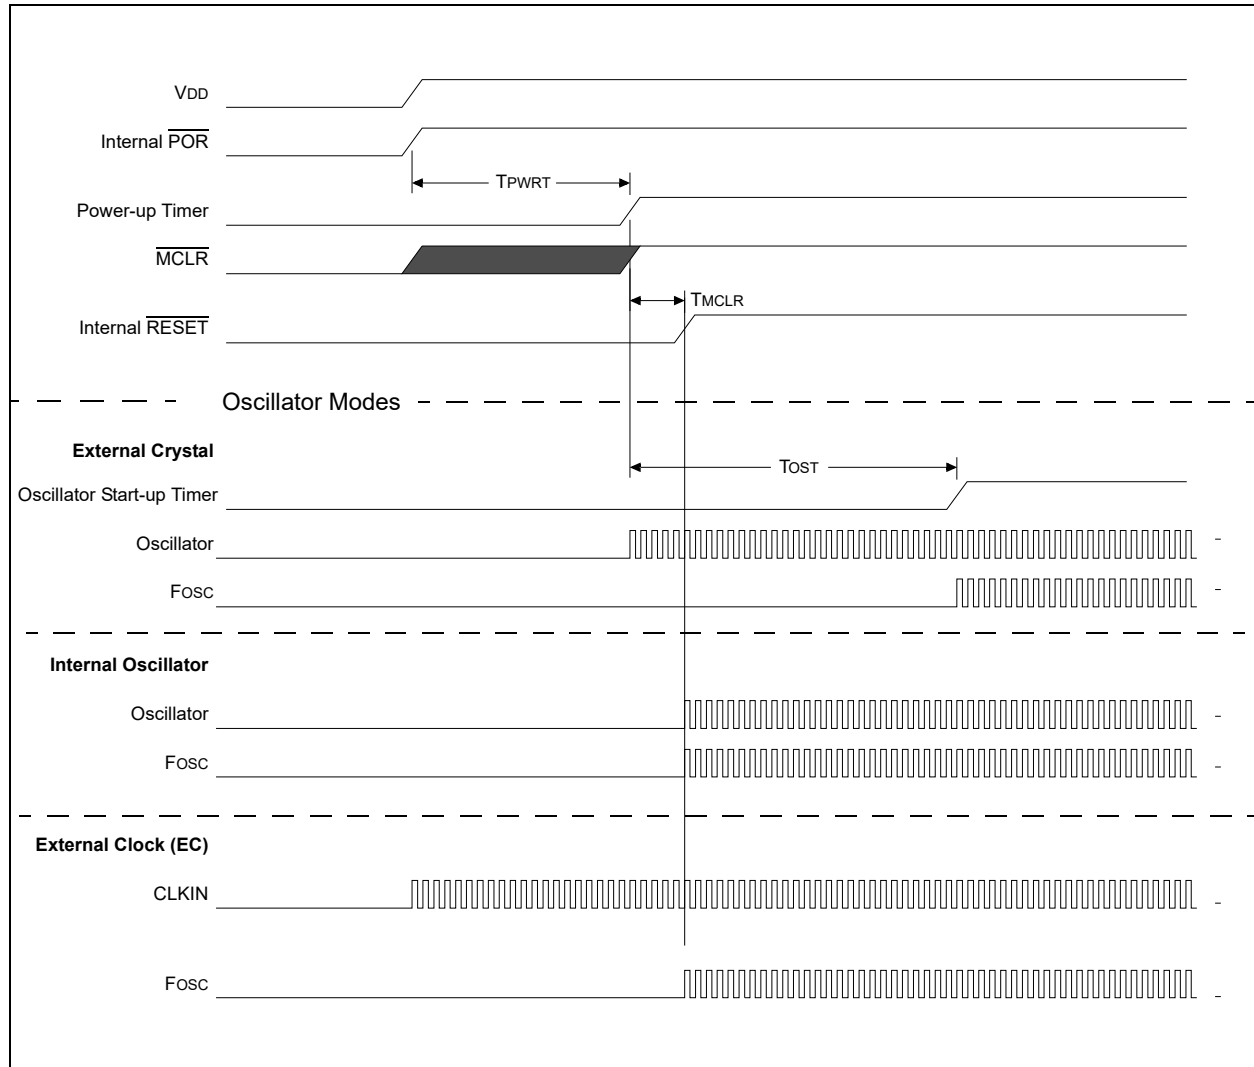 VDD
Internal POR
TPWRT
Power-up Timer
MCLR
TMCLR
Internal RESET
Oscillator Modes
External Crystal
TOST
Oscillator Start-up Timer
Oscillator
FOSC
Internal Oscillator
Oscillator
FOSC
External Clock (EC)
CLKIN
FOSC